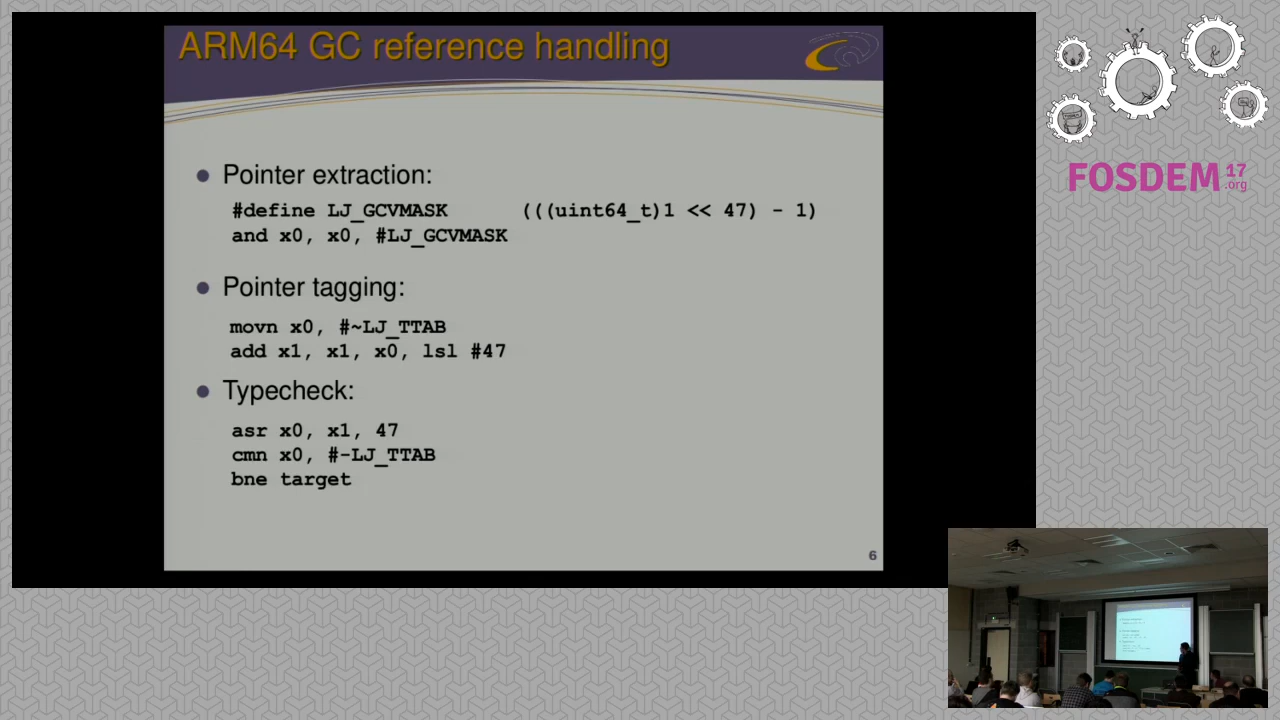 ARM64 GC reference handling
Pointer extraction:
#define LJ_GCVMASK (((uint64_t)1 << 47) - 1)
and x0, x0, #LJ_GCVMASK
Pointer tagging:
movn x0, #~LJ_TTAB
add x1, x1, x0, lsl #47
Typecheck:
asr x0, x1, 47
cmn x0, #-LJ_TTAB
bne target
6
FOSDEM 17
.org